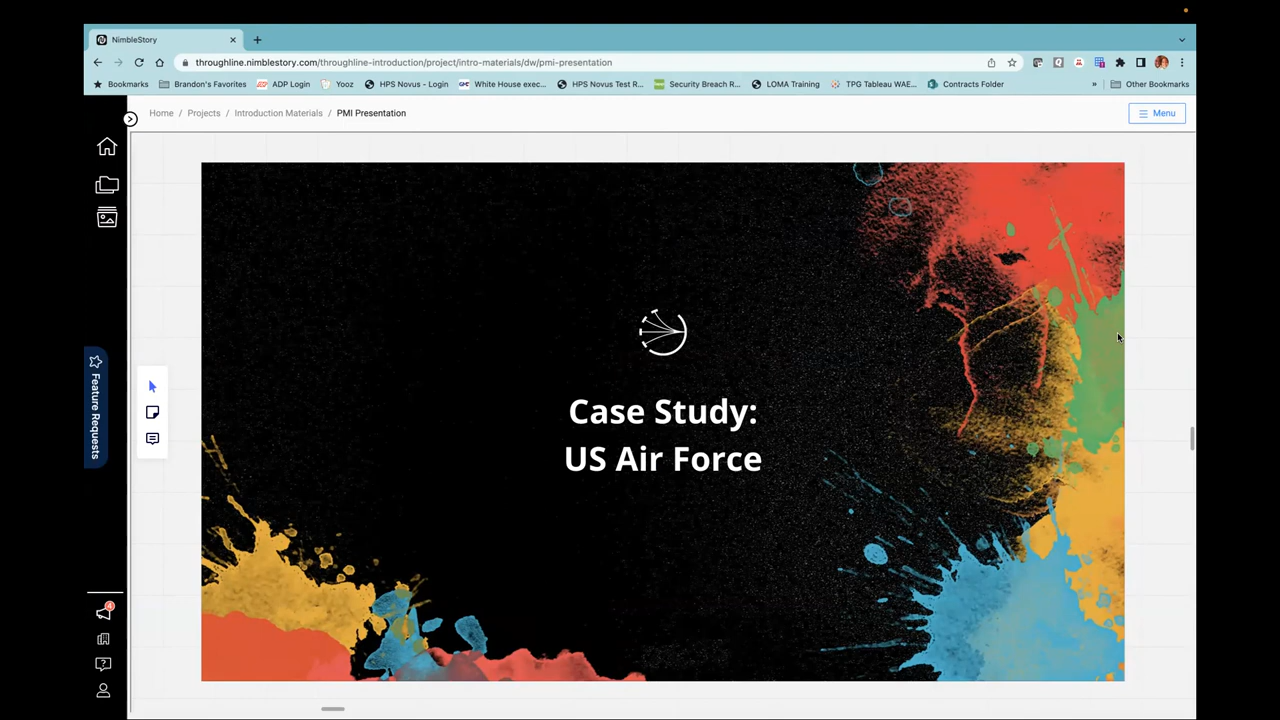 NimbleStory
throughline.nimblestory.com/throughline-introduction/project/intro-materials/dw/pmi-presentation
Bookmarks
Brandon's Favorites
ADP Login
Yooz
HPS Novus - Login
White House exec...
HPS Novus Test R...
Security Breach R...
LOMA Training
TPG Tableau WAE...
Contracts Folder
»
Other Bookmarks
Home / Projects / Introduction Materials / PMI Presentation
Menu
Case Study:
US Air Force
Feature Requests
4